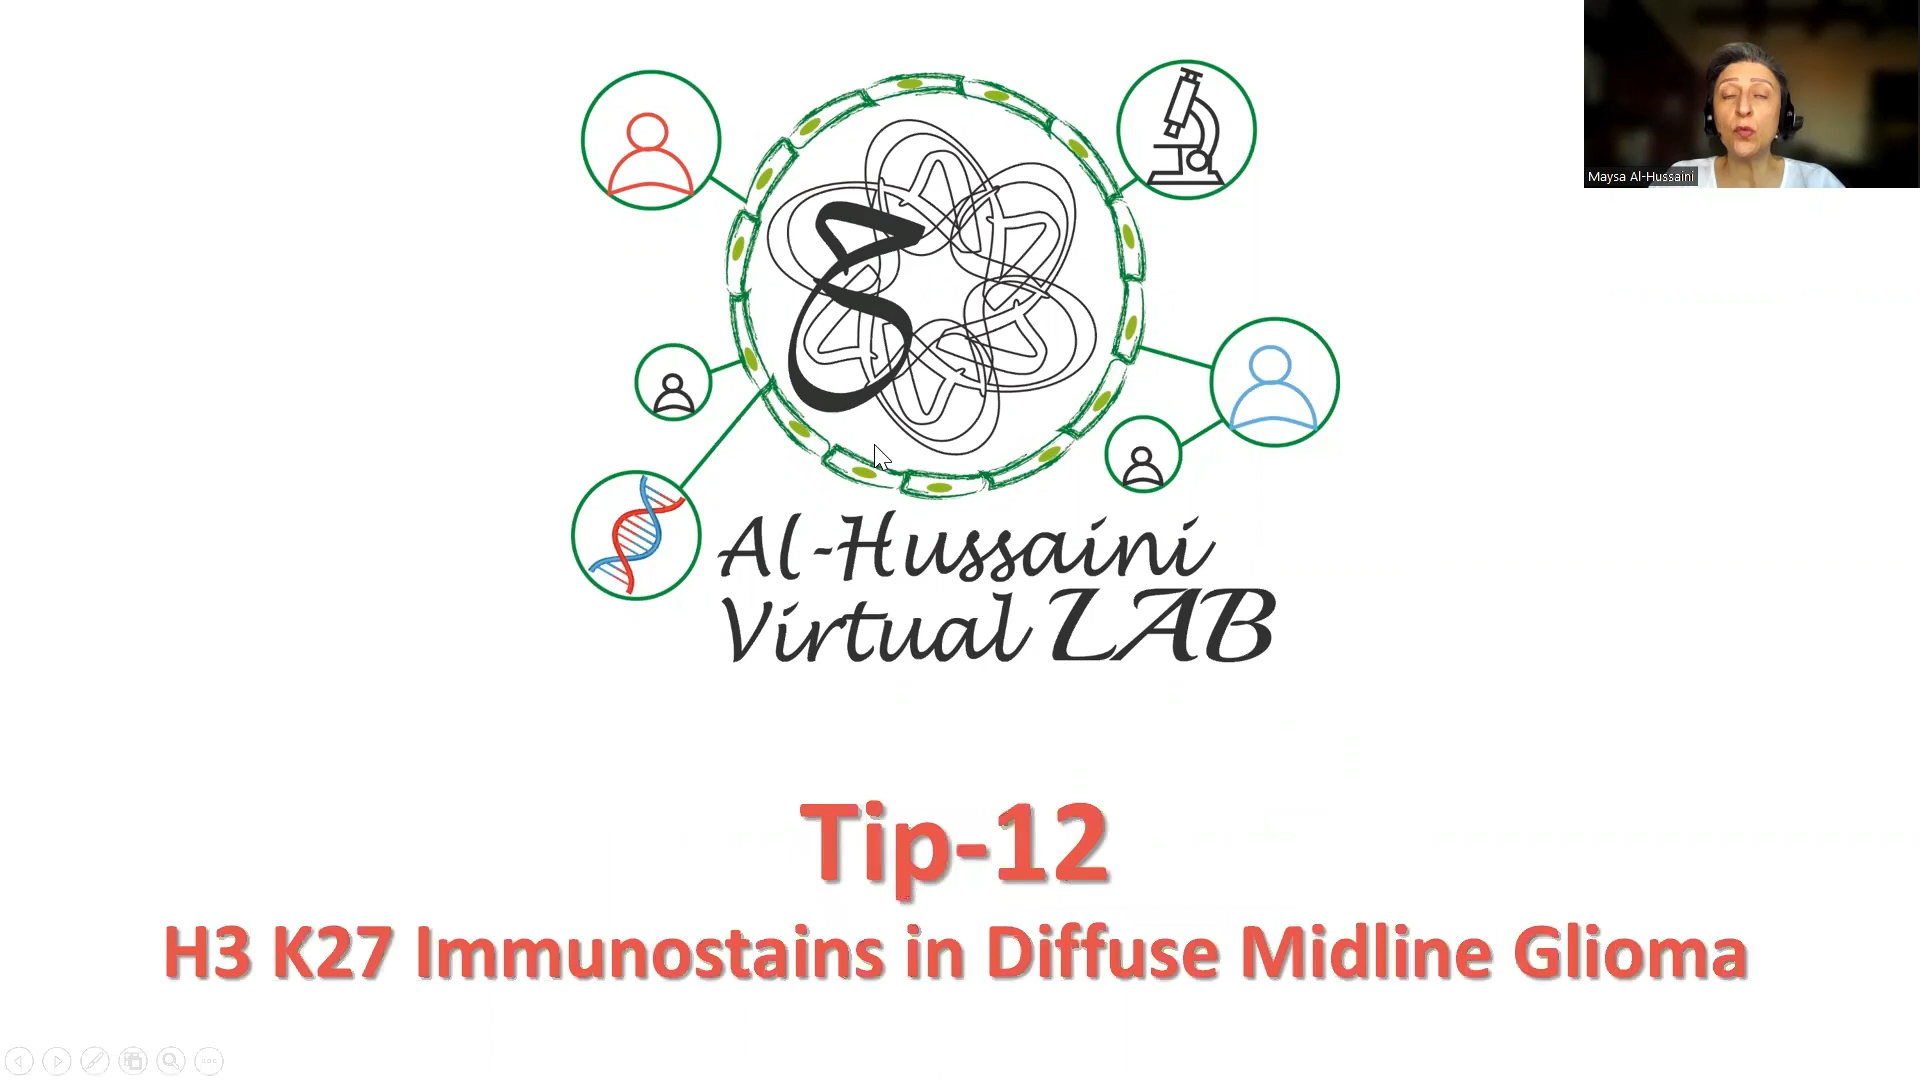 Maysa Al-Hussaini
Al-Hussaini
Virtual LAB
Tip-12
H3 K27 Immunostains in Diffuse Midline Glioma